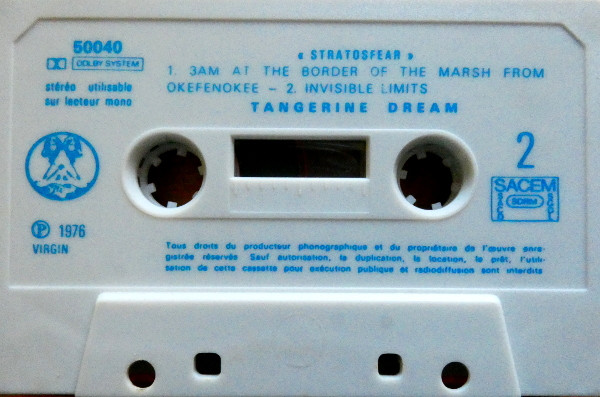 50040
DOLBY SYSTEM
stéréo utilisable
sur lecteur mono
« STRATOSFEAR »
1. 3AM AT THE BORDER OF THE MARSH FROM
OKEFENOKEE – 2. INVISIBLE LIMITS
TANGERINE DREAM
2
SACEM
SDRM
SACEM
SACEL
VIRGIN
Ⓟ 1976
VIRGIN
Tous droits du producteur phonographique et du propriétaire de l'œuvre enre-
gistrée réservés Sauf autorisation, la duplication, la location, le prêt, l'utili-
sation de cette cassette pour exécution publique et radiodiffusion sont interdits